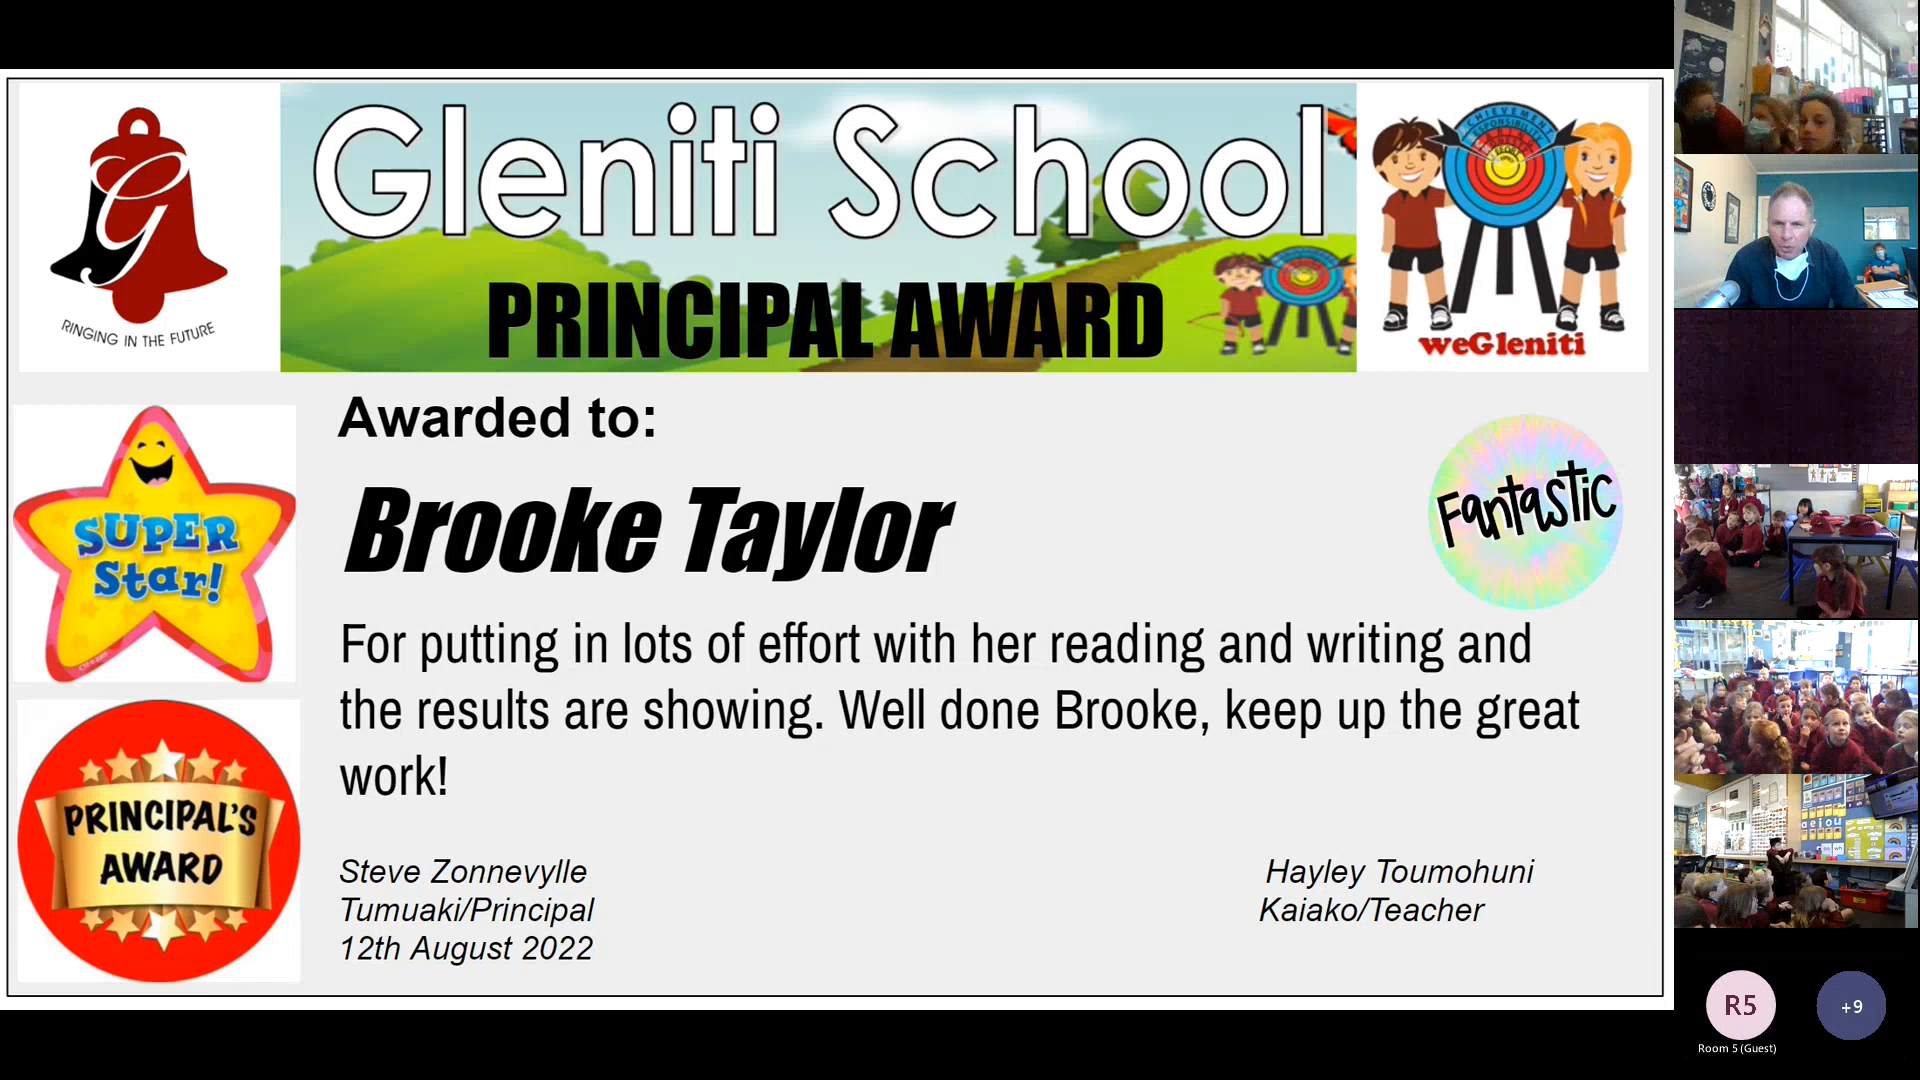 Gleniti School
PRINCIPAL AWARD
G
RINGING IN THE FUTURE
ACHIEVEMENT
RESPONSIBILITY
EFFORT
weGleniti
Awarded to:
Brooke Taylor
SUPER
Star!
Fantastic
For putting in lots of effort with her reading and writing and
the results are showing. Well done Brooke, keep up the great
work!
PRINCIPAL'S
AWARD
Steve Zonnevylle
Tumuaki/Principal
12th August 2022
Hayley Toumohuni
Kaiako/Teacher
a e i o u
R5
Room 5 (Guest)
+9